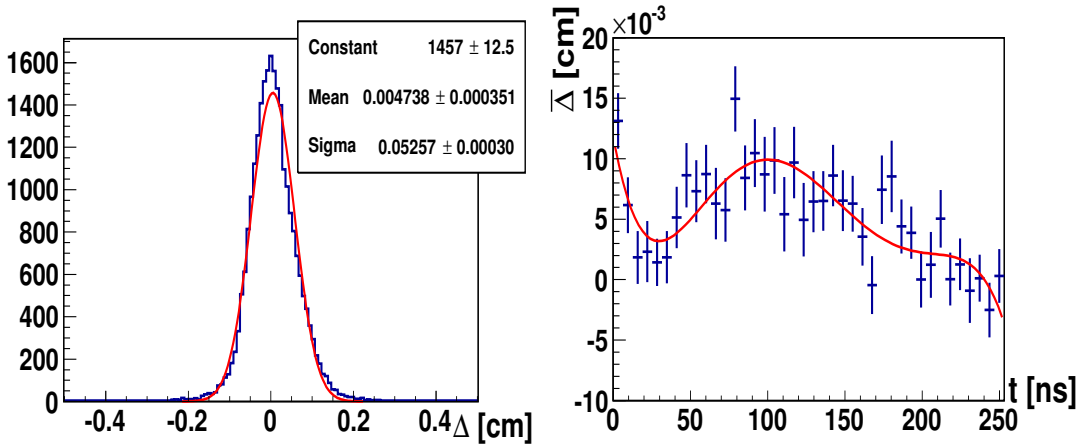 Constant 1457 ± 12.5
Mean 0.004738 ± 0.000351
Sigma 0.05257 ± 0.00030
1600
1400
1200
1000
800
600
400
200
0
-0.4 -0.2 0 0.2 0.4
Δ [cm]
×10⁻³
Δ̅ [cm]
20
15
10
5
0
-5
-10
0 50 100 150 200 250
t [ns]